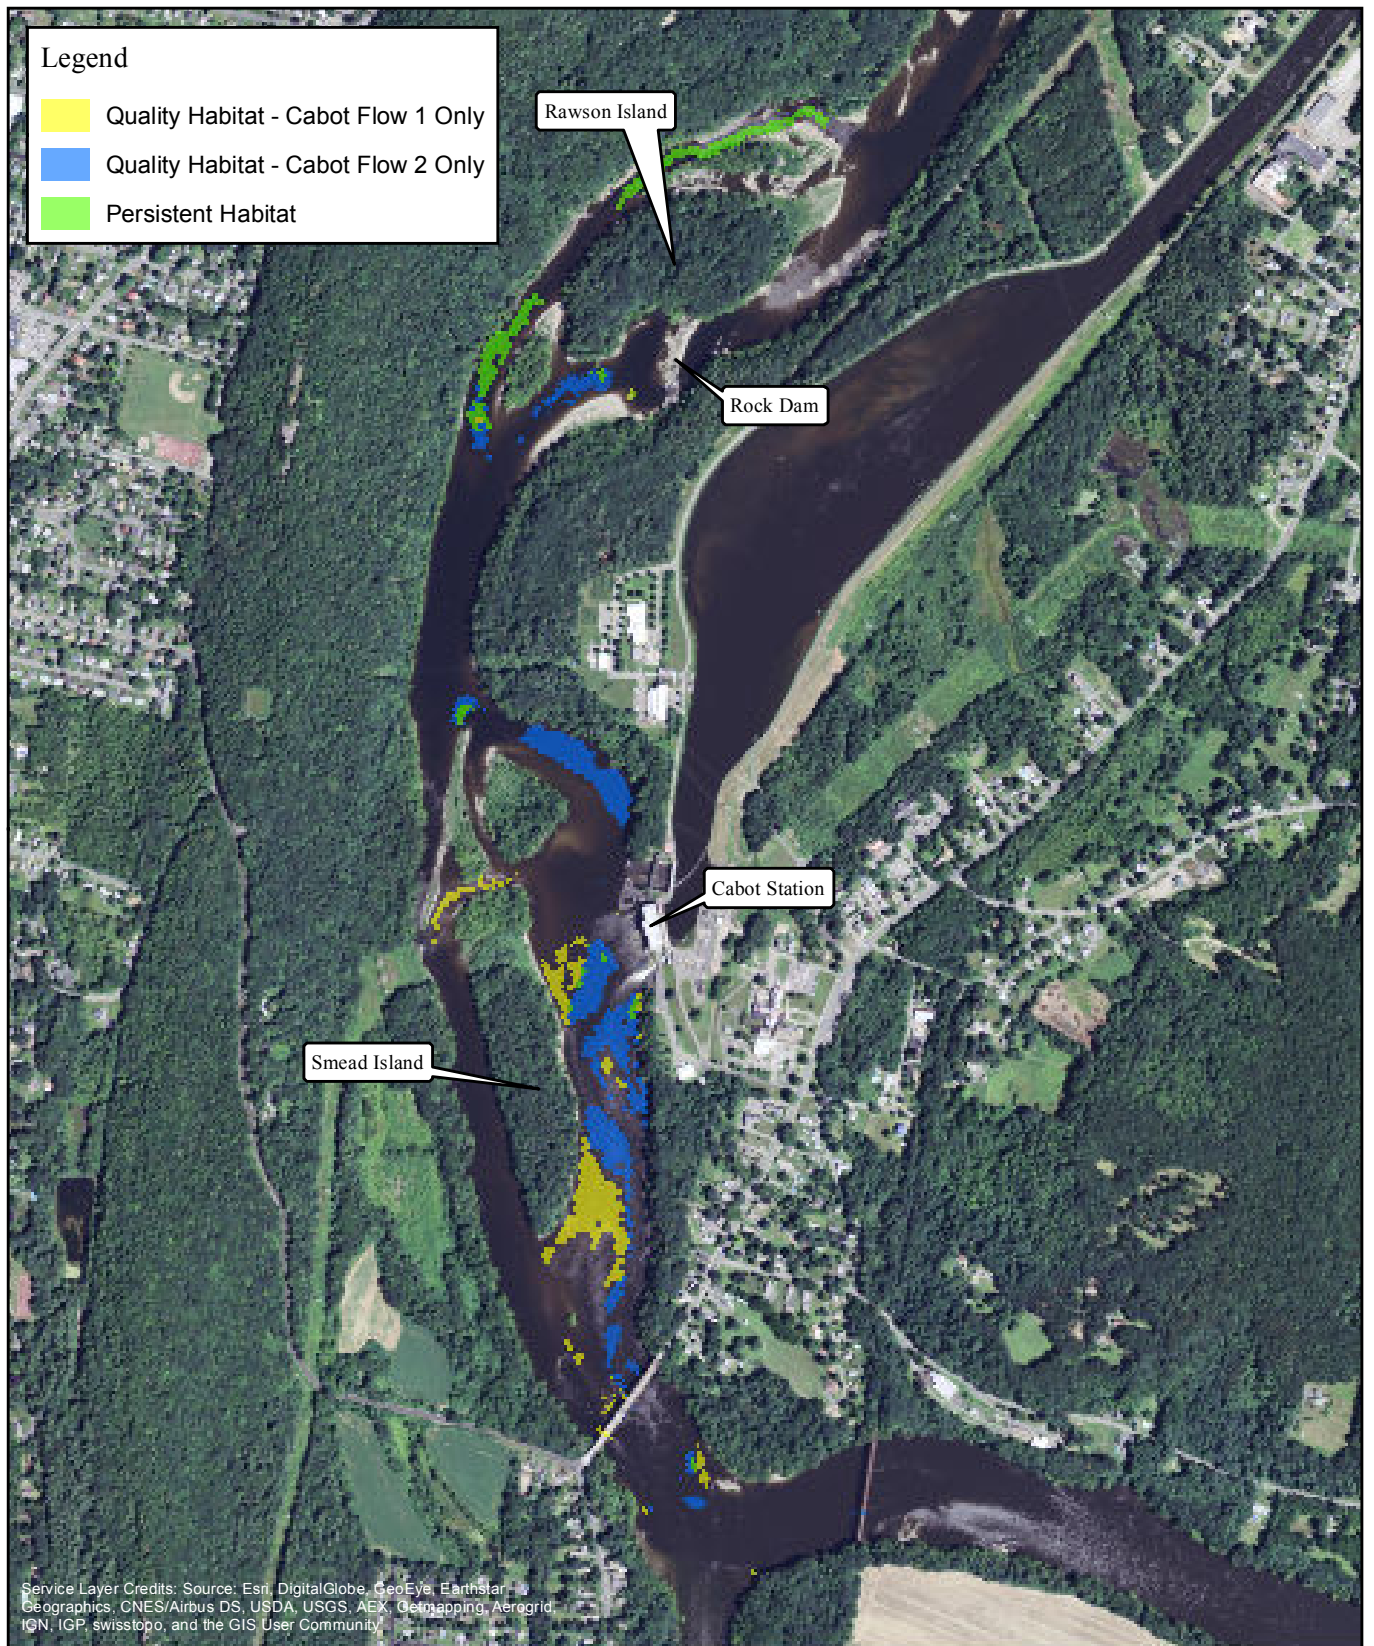 Legend
Quality Habitat - Cabot Flow 1 Only
Quality Habitat - Cabot Flow 2 Only
Persistent Habitat
Rawson Island
Rock Dam
Cabot Station
Smead Island
Service Layer Credits: Source: Esri, DigitalGlobe, GeoEye, Earthstar
Geographics, CNES/Airbus DS, USDA, USGS, AEX, Getmapping, Aerogrid,
IGN, IGP, swisstopo, and the GIS User Community